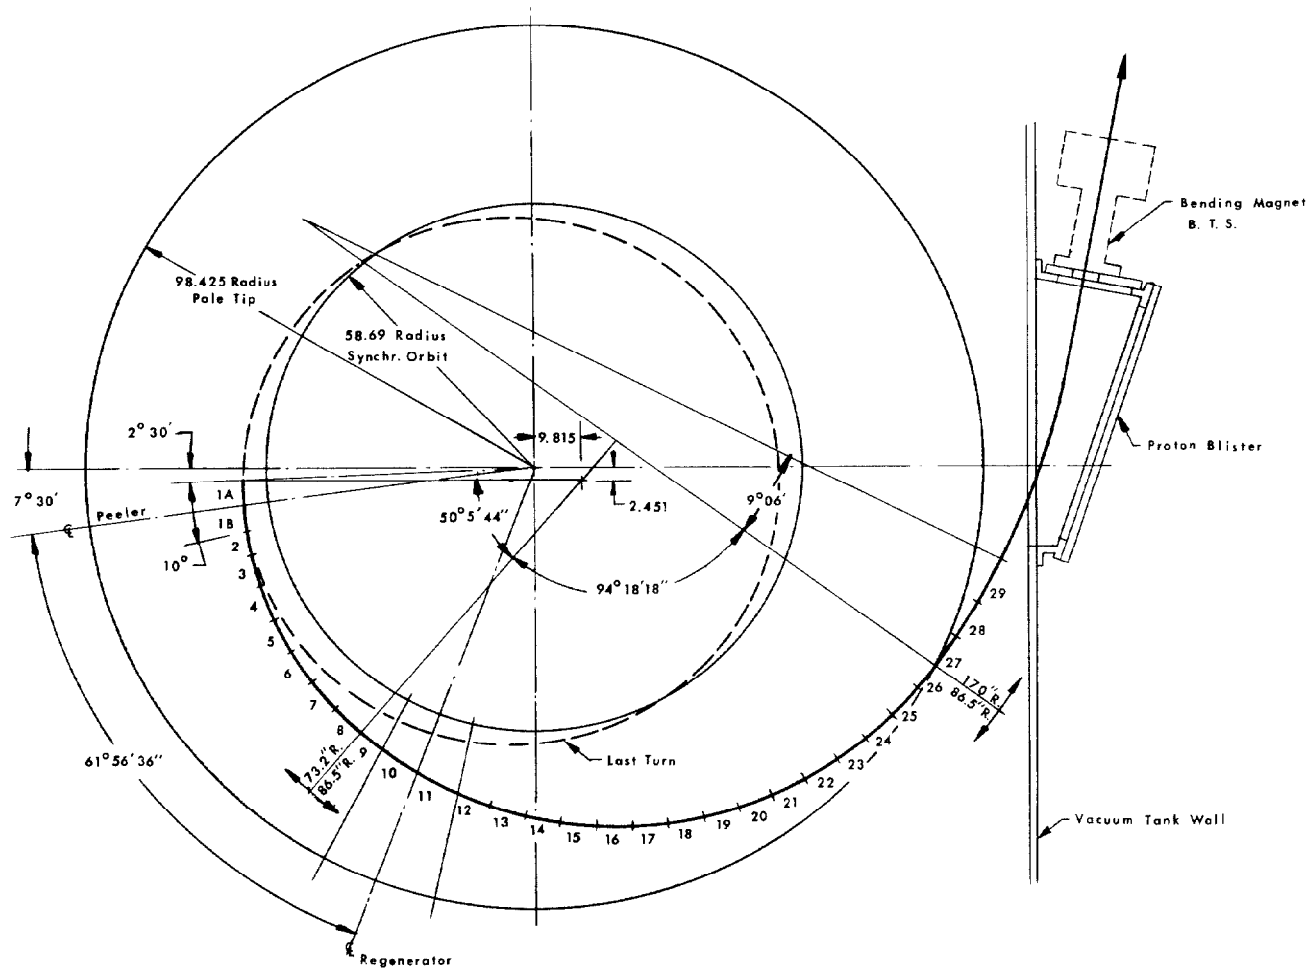 Bending Magnet
B. T. S.
98.425 Radius
Pole Tip
58.69 Radius
Synchr. Orbit
2° 30'
9.815
Proton Blister
7° 30'
1A
Peeler
℄
50° 5' 44"
2.451
9° 06'
1B
10°
2
3
94° 18' 18"
4
29
5
28
6
27
170" R.
86.5" R.
26
7
25
8
24
61° 56' 36"
73.2" R.
86.5" R.
9
Last Turn
23
10
22
11
21
12
20
13
19
14
18
15
17
16
Vacuum Tank Wall
℄
Regenerator